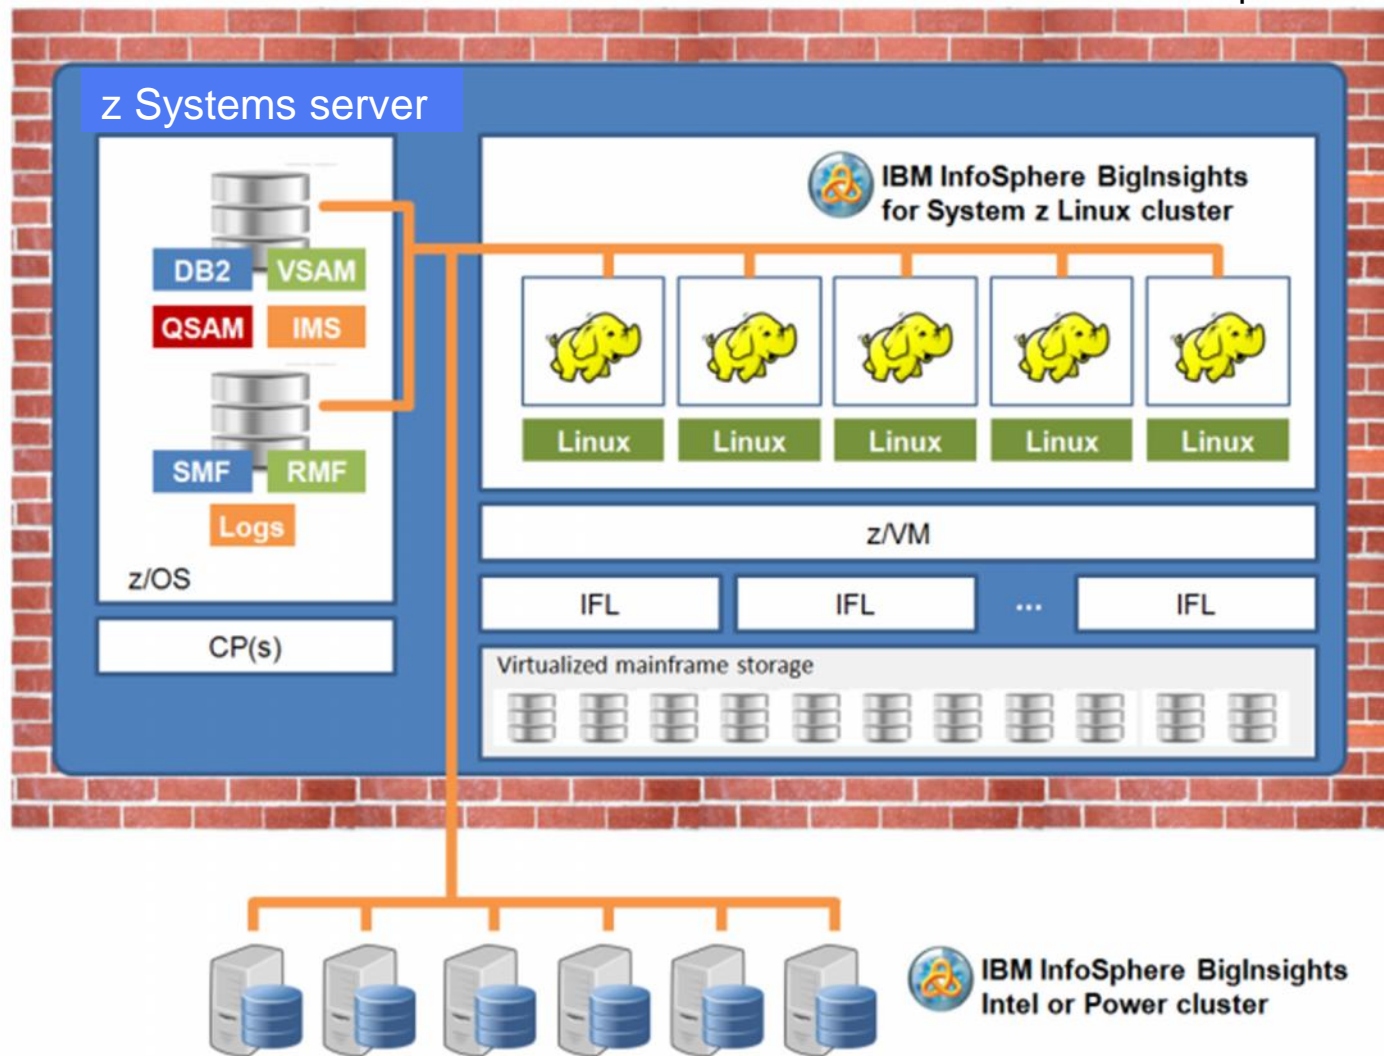 z Systems server
IBM InfoSphere BigInsights
for System z Linux cluster
DB2 VSAM
QSAM IMS
SMF RMF
Logs
z/OS
CP(s)
Linux Linux Linux Linux Linux
z/VM
IFL IFL ... IFL
Virtualized mainframe storage
IBM InfoSphere BigInsights
Intel or Power cluster